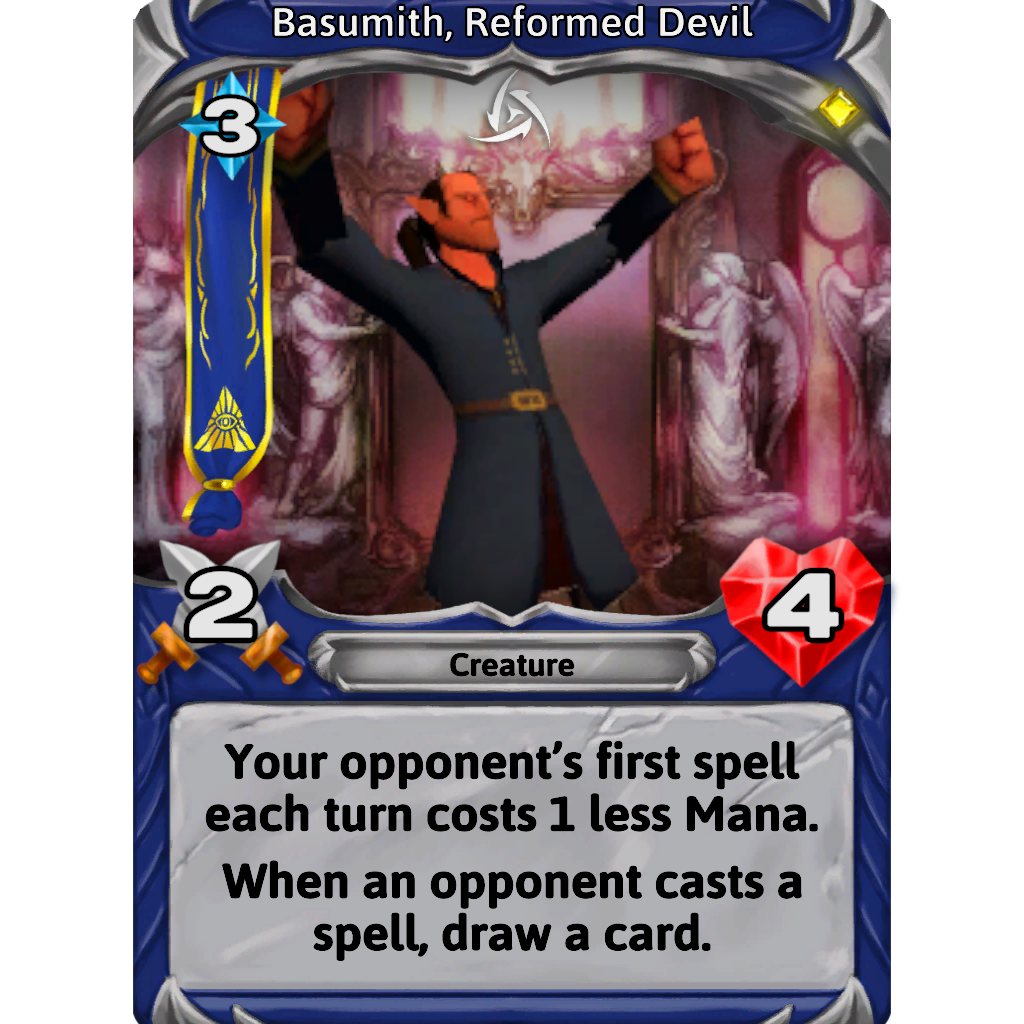 Basumith, Reformed Devil
3
2
4
Creature
Your opponent's first spell
each turn costs 1 less Mana.
When an opponent casts a
spell, draw a card.